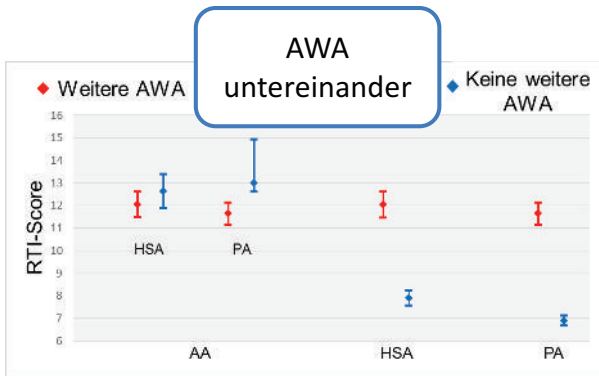 AWA
untereinander
Weitere AWA
Keine weitere
AWA
RTI-Score
16
15
14
13
12
11
10
9
8
7
6
HSA
PA
AA
HSA
PA